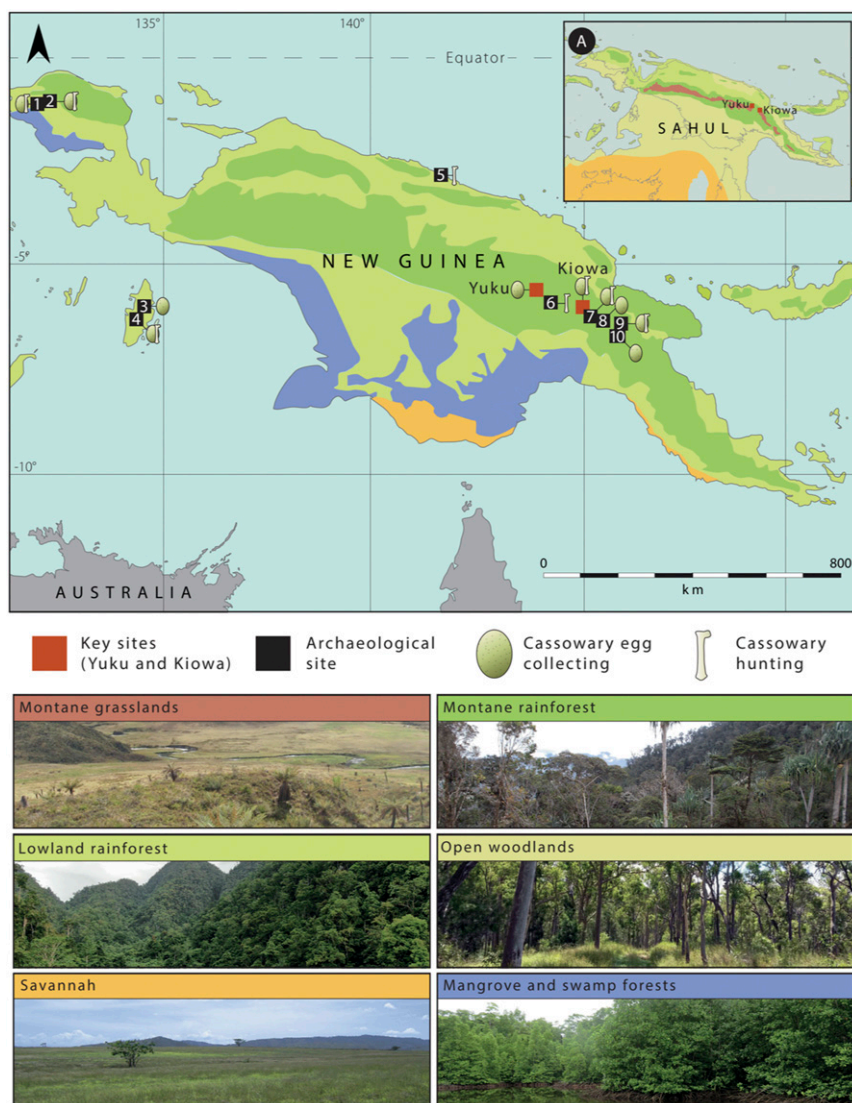 135°
140°
Equator
A
Yuku
Kiowa
SAHUL
1
2
5
-5°
NEW GUINEA
Kiowa
Yuku
3
6
4
7
8
9
10
-10°
AUSTRALIA
0
800
km
Key sites
(Yuku and Kiowa)
Archaeological
site
Cassowary egg
collecting
Cassowary
hunting
Montane grasslands
Montane rainforest
Lowland rainforest
Open woodlands
Savannah
Mangrove and swamp forests